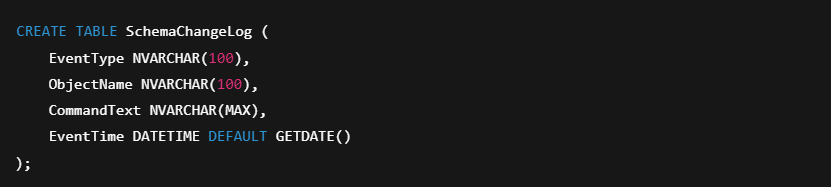 CREATE TABLE SchemaChangeLog (
    EventType NVARCHAR(100),
    ObjectName NVARCHAR(100),
    CommandText NVARCHAR(MAX),
    EventTime DATETIME DEFAULT GETDATE()
);